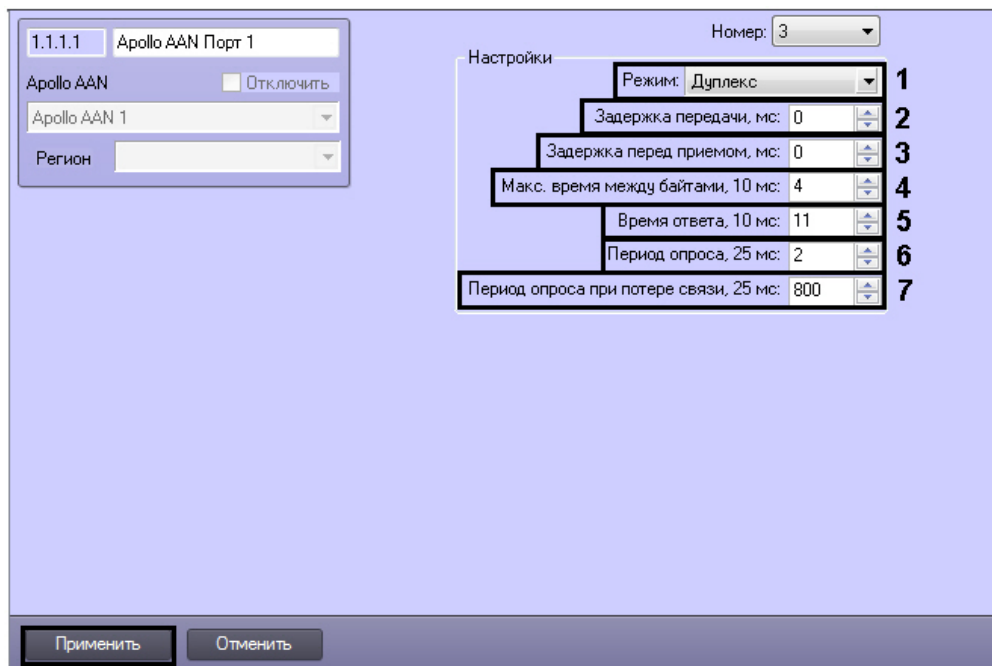 1.1.1.1 Apollo AAN Порт 1
Apollo AAN Отключить
Apollo AAN 1
Регион
Номер: 3
Настройки
Режим: Дуплекс 1
Задержка передачи, мс: 0 2
Задержка перед приемом, мс: 0 3
Макс. время между байтами, 10 мс: 4 4
Время ответа, 10 мс: 11 5
Период опроса, 25 мс: 2 6
Период опроса при потере связи, 25 мс: 800 7
Применить Отменить